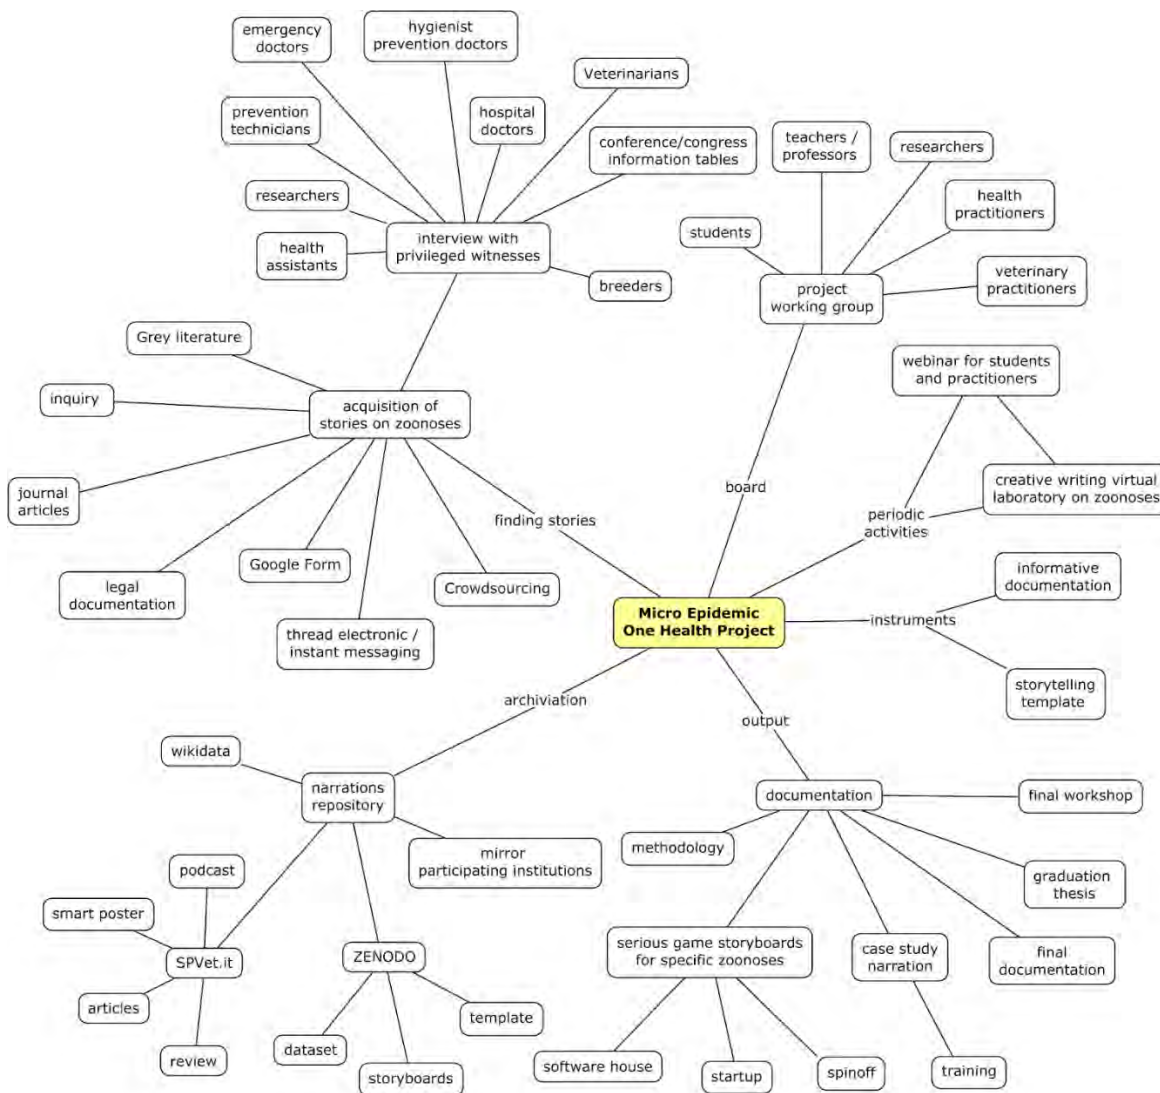 emergency
doctors
hygienist
prevention doctors
Veterinarians
prevention
technicians
hospital
doctors
conference/congress
information tables
researchers
health
assistants
interview with
privileged witnesses
breeders
teachers /
professors
researchers
students
health
practitioners
veterinary
practitioners
project
working group
Grey literature
inquiry
acquisition of
stories on zoonoses
journal
articles
legal
documentation
Google Form
thread electronic /
instant messaging
Crowdsourcing
finding stories
board
webinar for students
and practitioners
creative writing virtual
laboratory on zoonoses
periodic
activities
informative
documentation
instruments
storytelling
template
Micro Epidemic
One Health Project
archiviation
output
wikidata
narrations
repository
mirror
participating institutions
podcast
smart poster
SPVet.it
articles
review
ZENODO
template
dataset
storyboards
documentation
final workshop
methodology
graduation
thesis
serious game storyboards
for specific zoonoses
case study
narration
final
documentation
software house
startup
spinoff
training